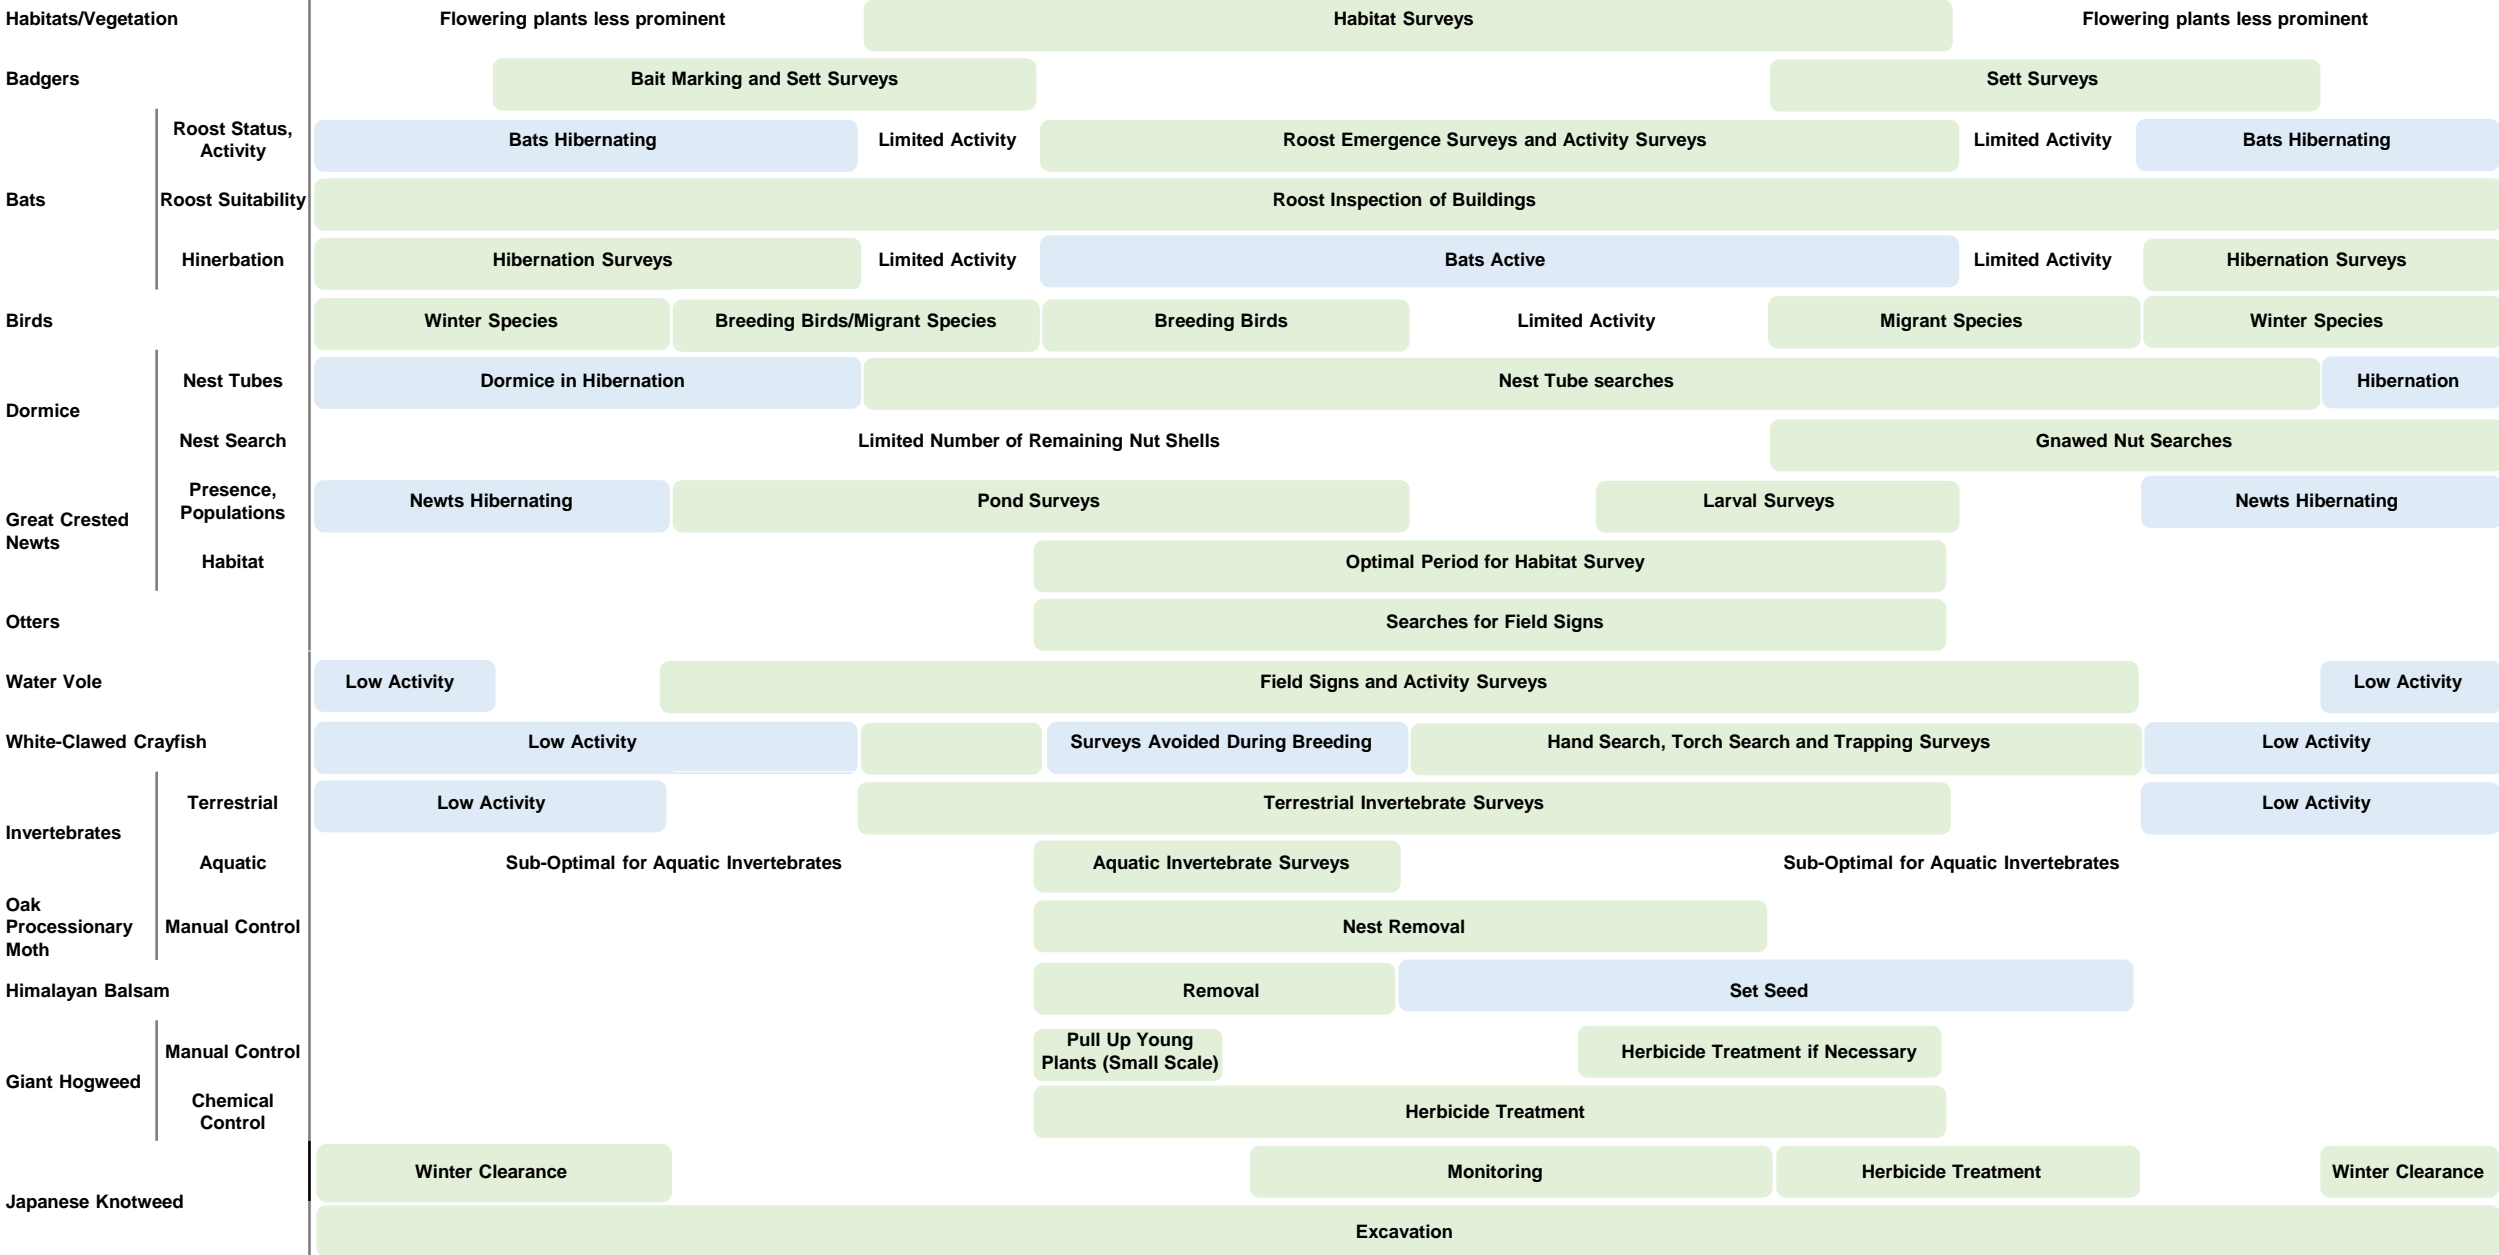 Habitats/Vegetation
Flowering plants less prominent
Habitat Surveys
Flowering plants less prominent
Badgers
Bait Marking and Sett Surveys
Sett Surveys
Bats
Roost Status,
Activity
Bats Hibernating
Limited Activity
Roost Emergence Surveys and Activity Surveys
Limited Activity
Bats Hibernating
Roost Suitability
Roost Inspection of Buildings
Hinerbation
Hibernation Surveys
Limited Activity
Bats Active
Limited Activity
Hibernation Surveys
Birds
Winter Species
Breeding Birds/Migrant Species
Breeding Birds
Limited Activity
Migrant Species
Winter Species
Dormice
Nest Tubes
Dormice in Hibernation
Nest Tube searches
Hibernation
Nest Search
Limited Number of Remaining Nut Shells
Gnawed Nut Searches
Great Crested
Newts
Presence,
Populations
Newts Hibernating
Pond Surveys
Larval Surveys
Newts Hibernating
Habitat
Optimal Period for Habitat Survey
Otters
Searches for Field Signs
Water Vole
Low Activity
Field Signs and Activity Surveys
Low Activity
White-Clawed Crayfish
Low Activity
Surveys Avoided During Breeding
Hand Search, Torch Search and Trapping Surveys
Low Activity
Invertebrates
Terrestrial
Low Activity
Terrestrial Invertebrate Surveys
Low Activity
Aquatic
Sub-Optimal for Aquatic Invertebrates
Aquatic Invertebrate Surveys
Sub-Optimal for Aquatic Invertebrates
Oak
Processionary
Moth
Manual Control
Nest Removal
Himalayan Balsam
Removal
Set Seed
Giant Hogweed
Manual Control
Pull Up Young
Plants (Small Scale)
Herbicide Treatment if Necessary
Chemical
Control
Herbicide Treatment
Japanese Knotweed
Winter Clearance
Monitoring
Herbicide Treatment
Winter Clearance
Excavation